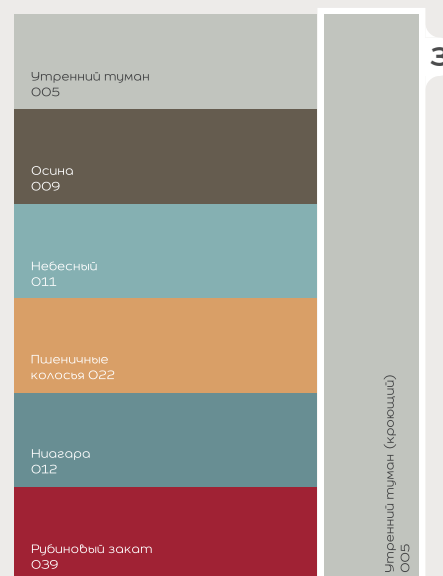 Утренний туман
005
Осина
009
Небесный
011
Пшеничные
колосья 022
Ниагара
012
Рубиновый закат
039
Утренний туман (кроющий)
005